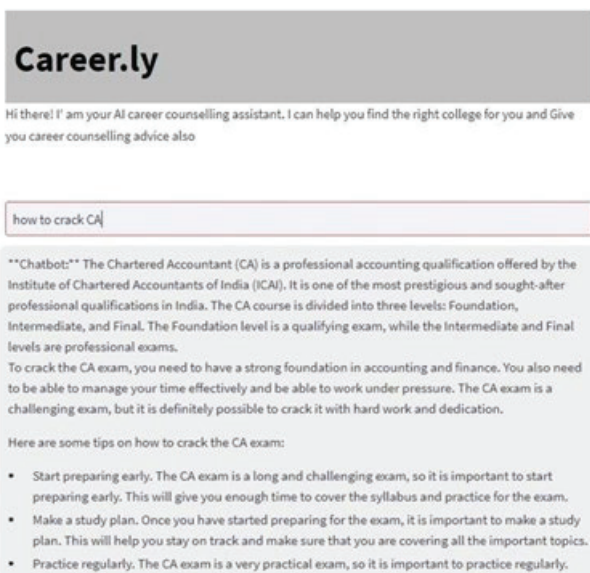 Career.ly
Hi there! I' am your AI career counselling assistant. I can help you find the right college for you and Give
you career counselling advice also
how to crack CA
**Chatbot:** The Chartered Accountant (CA) is a professional accounting qualification offered by the
Institute of Chartered Accountants of India (ICAI). It is one of the most prestigious and sought-after
professional qualifications in India. The CA course is divided into three levels: Foundation,
Intermediate, and Final. The Foundation level is a qualifying exam, while the Intermediate and Final
levels are professional exams.
To crack the CA exam, you need to have a strong foundation in accounting and finance. You also need
to be able to manage your time effectively and be able to work under pressure. The CA exam is a
challenging exam, but it is definitely possible to crack it with hard work and dedication.
Here are some tips on how to crack the CA exam:
• Start preparing early. The CA exam is a long and challenging exam, so it is important to start
preparing early. This will give you enough time to cover the syllabus and practice for the exam.
• Make a study plan. Once you have started preparing for the exam, it is important to make a study
plan. This will help you stay on track and make sure that you are covering all the important topics.
• Practice regularly. The CA exam is a very practical exam, so it is important to practice regularly.